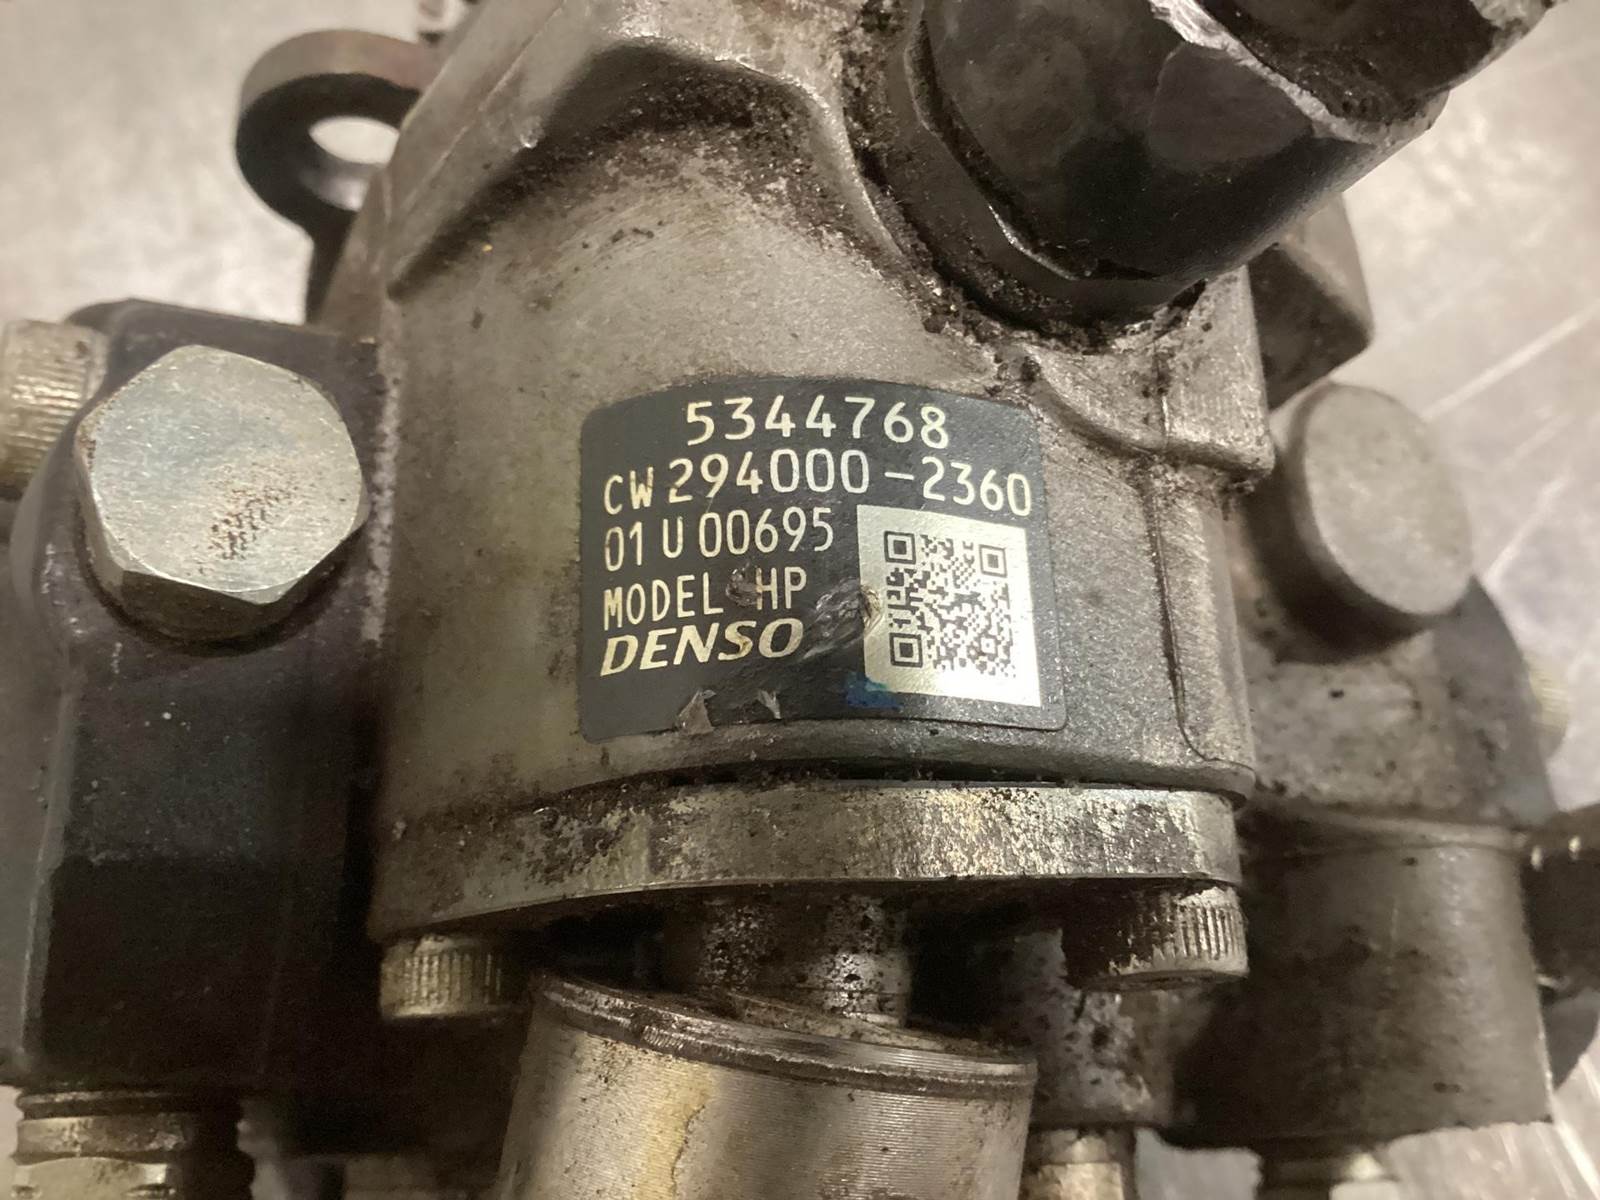 5344768
CW 294000-2360
01 U 00695
MODEL HP
DENSO